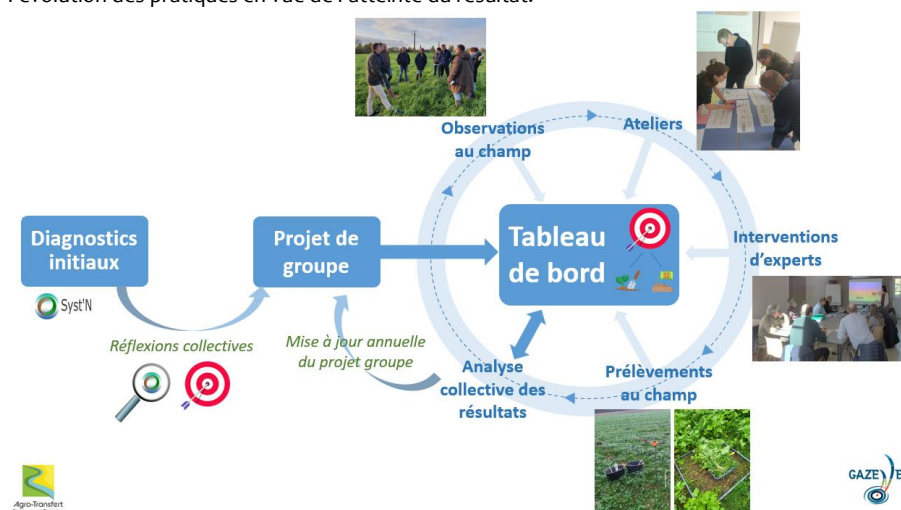 l'évolution des pratiques en vue de l'atteinte du résultat.
Observations
au champ
Ateliers
Diagnostics
initiaux
Projet de
groupe
Tableau
de bord
Interventions
d'experts
Syst'N
Réflexions collectives
Mise à jour annuelle
du projet groupe
Analyse
collective des
résultats
Prélèvements
au champ
Agro-Transfert